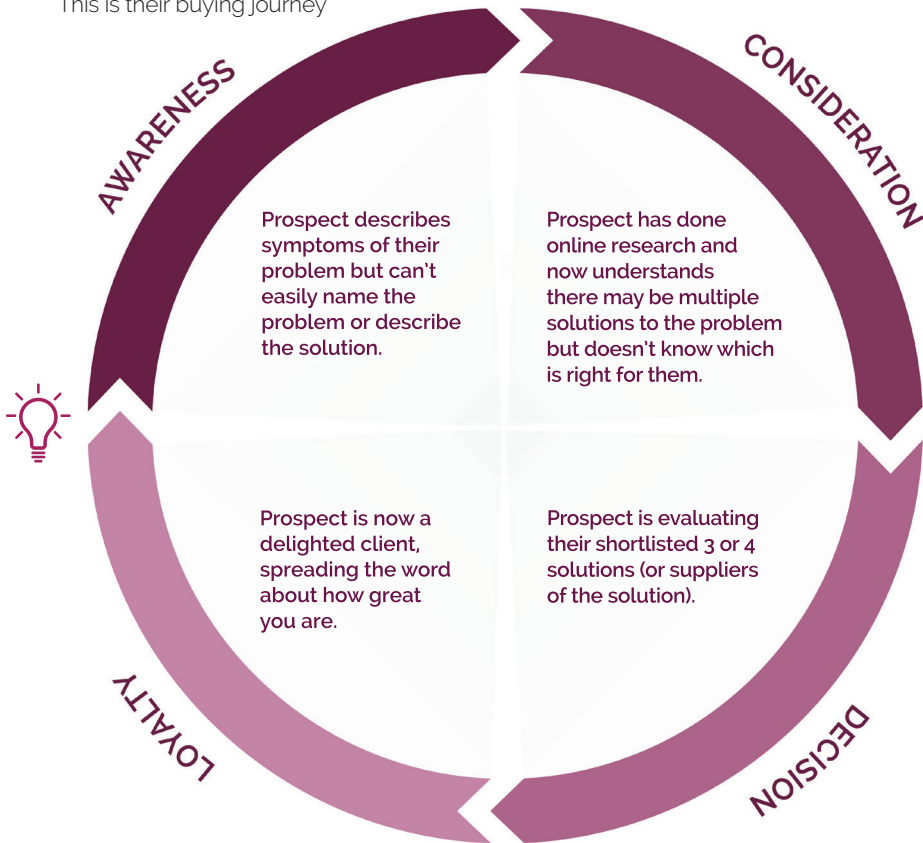 This is their buying journey
AWARENESS
CONSIDERATION
Prospect describes
symptoms of their
problem but can't
easily name the
problem or describe
the solution.
Prospect has done
online research and
now understands
there may be multiple
solutions to the problem
but doesn't know which
is right for them.
Prospect is now a
delighted client,
spreading the word
about how great
you are.
Prospect is evaluating
their shortlisted 3 or 4
solutions (or suppliers
of the solution).
LOYALTY
DECISION